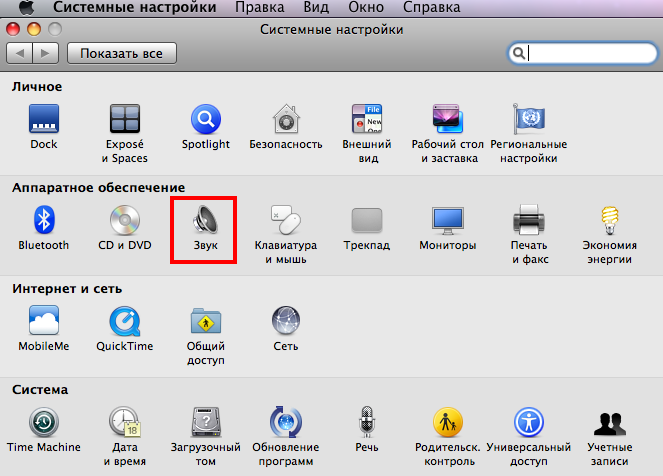 Системные настройки Правка Вид Окно Справка
Системные настройки
Показать все
Личное
Dock Exposé и Spaces Spotlight Безопасность Внешний вид Рабочий стол и заставка Региональные настройки
Аппаратное обеспечение
Bluetooth CD и DVD Звук Клавиатура и мышь Трекпад Мониторы Печать и факс Экономия энергии
Интернет и сеть
MobileMe QuickTime Общий доступ Сеть
Система
Time Machine Дата и время Загрузочный том Обновление программ Речь Родительск. контроль Универсальный доступ Учетные записи